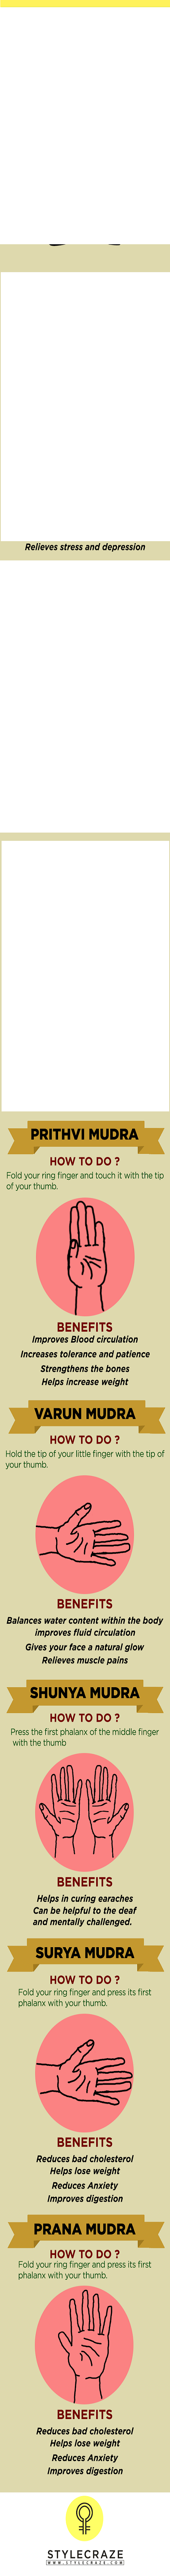 Relieves stress and depression
PRITHVI MUDRA
HOW TO DO ?
Fold your ring finger and touch it with the tip
of your thumb.
BENEFITS
Improves Blood circulation
Increases tolerance and patience
Strengthens the bones
Helps increase weight
VARUN MUDRA
HOW TO DO ?
Hold the tip of your little finger with the tip of
your thumb.
BENEFITS
Balances water content within the body
improves fluid circulation
Gives your face a natural glow
Relieves muscle pains
SHUNYA MUDRA
HOW TO DO ?
Press the first phalanx of the middle finger
with the thumb
BENEFITS
Helps in curing earaches
Can be helpful to the deaf
and mentally challenged.
SURYA MUDRA
HOW TO DO ?
Fold your ring finger and press its first
phalanx with your thumb.
BENEFITS
Reduces bad cholesterol
Helps lose weight
Reduces Anxiety
Improves digestion
PRANA MUDRA
HOW TO DO ?
Fold your ring finger and press its first
phalanx with your thumb.
BENEFITS
Reduces bad cholesterol
Helps lose weight
Reduces Anxiety
Improves digestion
STYLECRAZE
WWW.STYLECRAZE.COM